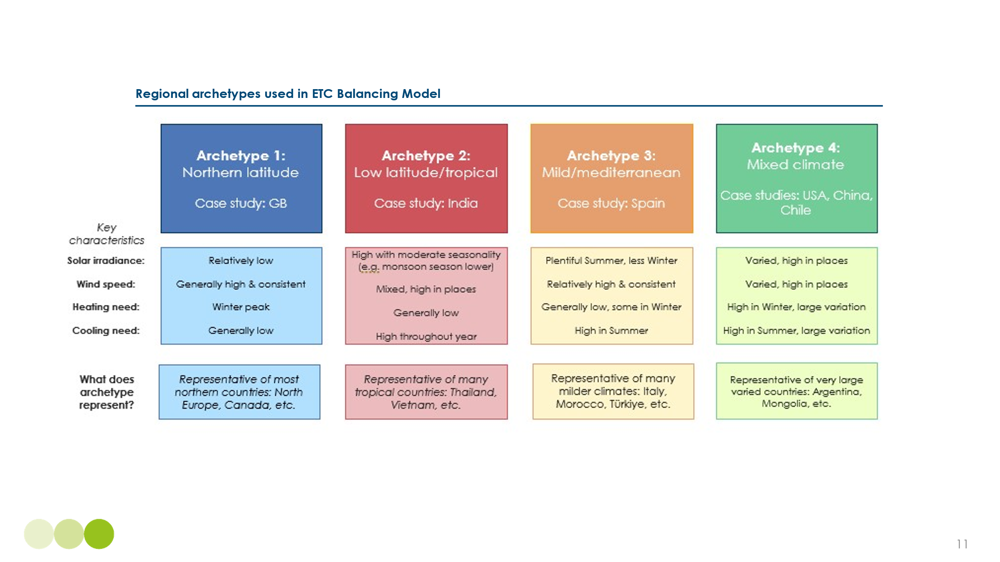 Regional archetypes used in ETC Balancing Model
Archetype 1:
Northern latitude
Case study: GB
Archetype 2:
Low latitude/tropical
Case study: India
Archetype 3:
Mild/mediterranean
Case study: Spain
Archetype 4:
Mixed climate
Case studies: USA, China,
Chile
Key
characteristics
Solar irradiance:
Wind speed:
Heating need:
Cooling need:
Relatively low
Generally high & consistent
Winter peak
Generally low
High with moderate seasonality
(e.g. monsoon season lower)
Mixed, high in places
Generally low
High throughout year
Plentiful Summer, less Winter
Relatively high & consistent
Generally low, some in Winter
High in Summer
Varied, high in places
Varied, high in places
High in Winter, large variation
High in Summer, large variation
What does
archetype
represent?
Representative of most
northern countries: North
Europe, Canada, etc.
Representative of many
tropical countries: Thailand,
Vietnam, etc.
Representative of many
milder climates: Italy,
Morocco, Türkiye, etc.
Representative of very large
varied countries: Argentina,
Mongolia, etc.
11